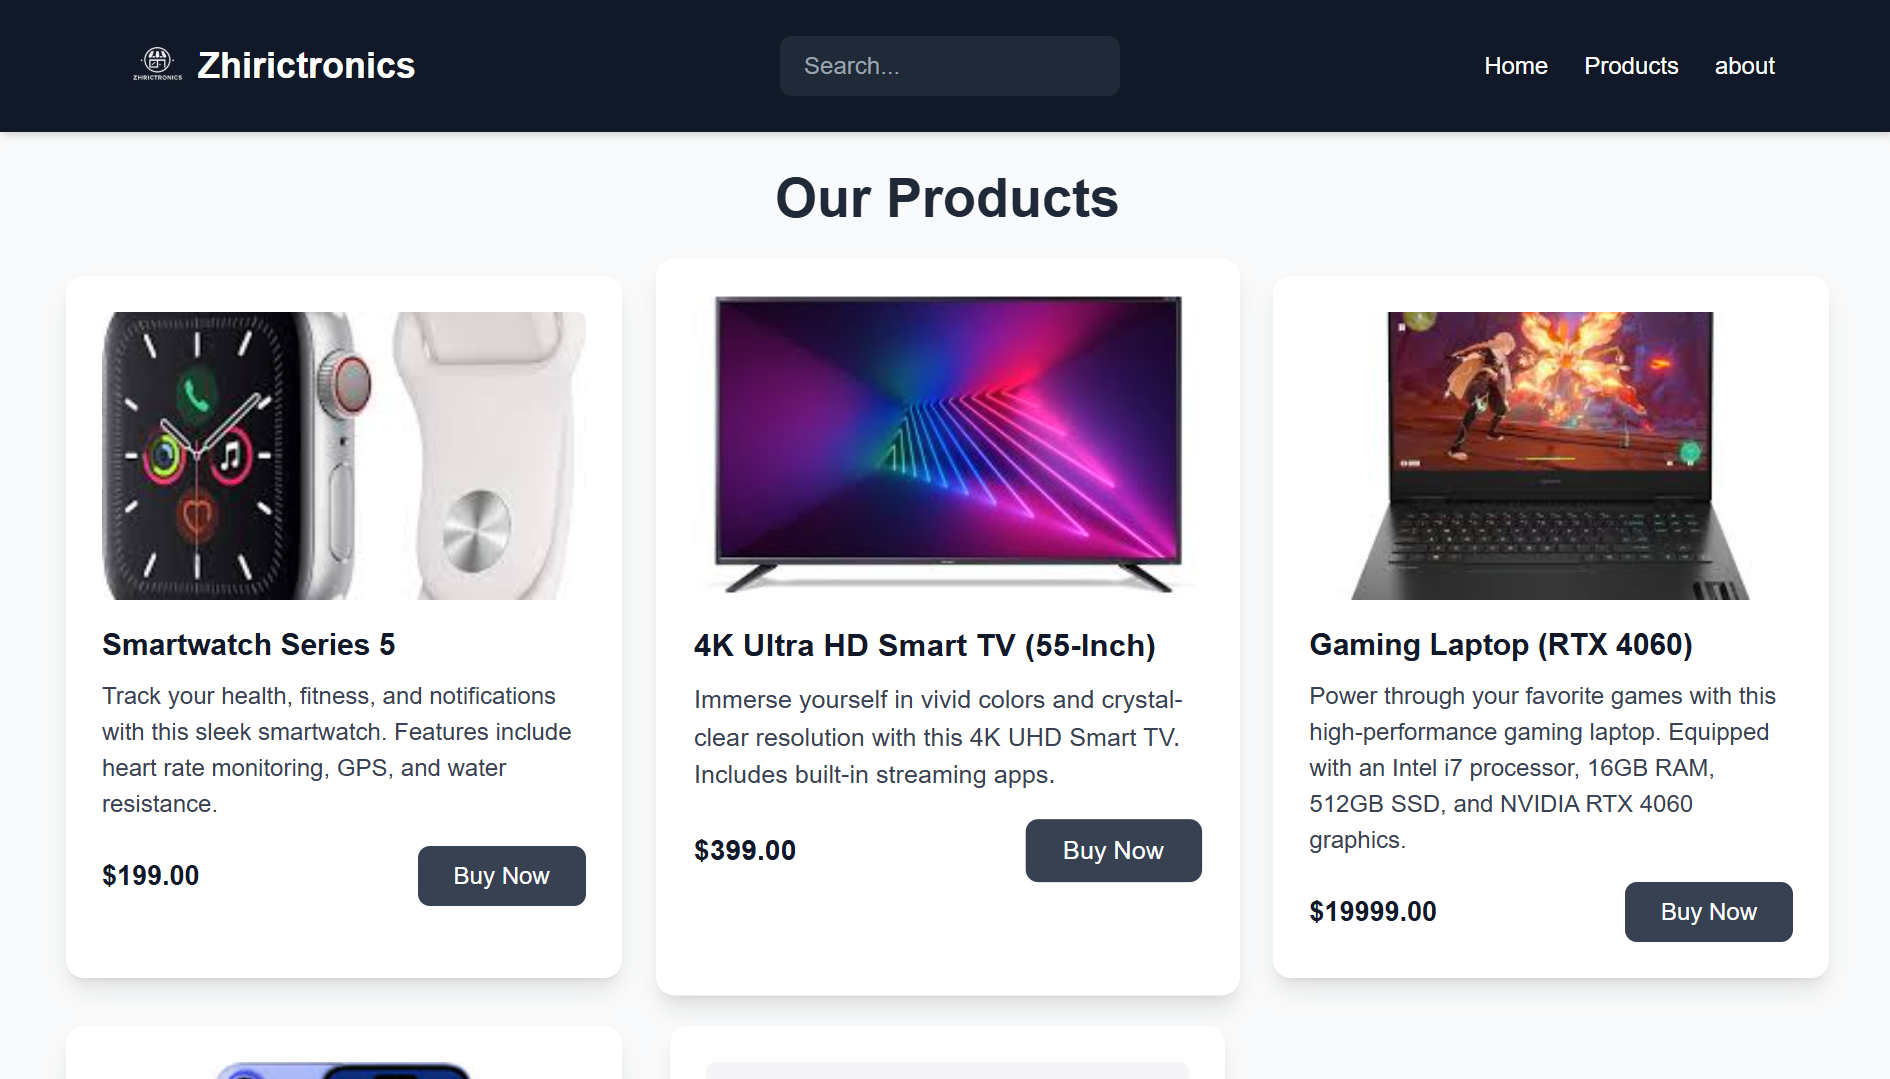 ZHIRICTRONICS
Zhirictronics
Search...
Home
Products
about
Our Products
Smartwatch Series 5
Track your health, fitness, and notifications
with this sleek smartwatch. Features include
heart rate monitoring, GPS, and water
resistance.
$199.00
Buy Now
4K Ultra HD Smart TV (55-Inch)
Immerse yourself in vivid colors and crystal-
clear resolution with this 4K UHD Smart TV.
Includes built-in streaming apps.
$399.00
Buy Now
Gaming Laptop (RTX 4060)
Power through your favorite games with this
high-performance gaming laptop. Equipped
with an Intel i7 processor, 16GB RAM,
512GB SSD, and NVIDIA RTX 4060
graphics.
$19999.00
Buy Now